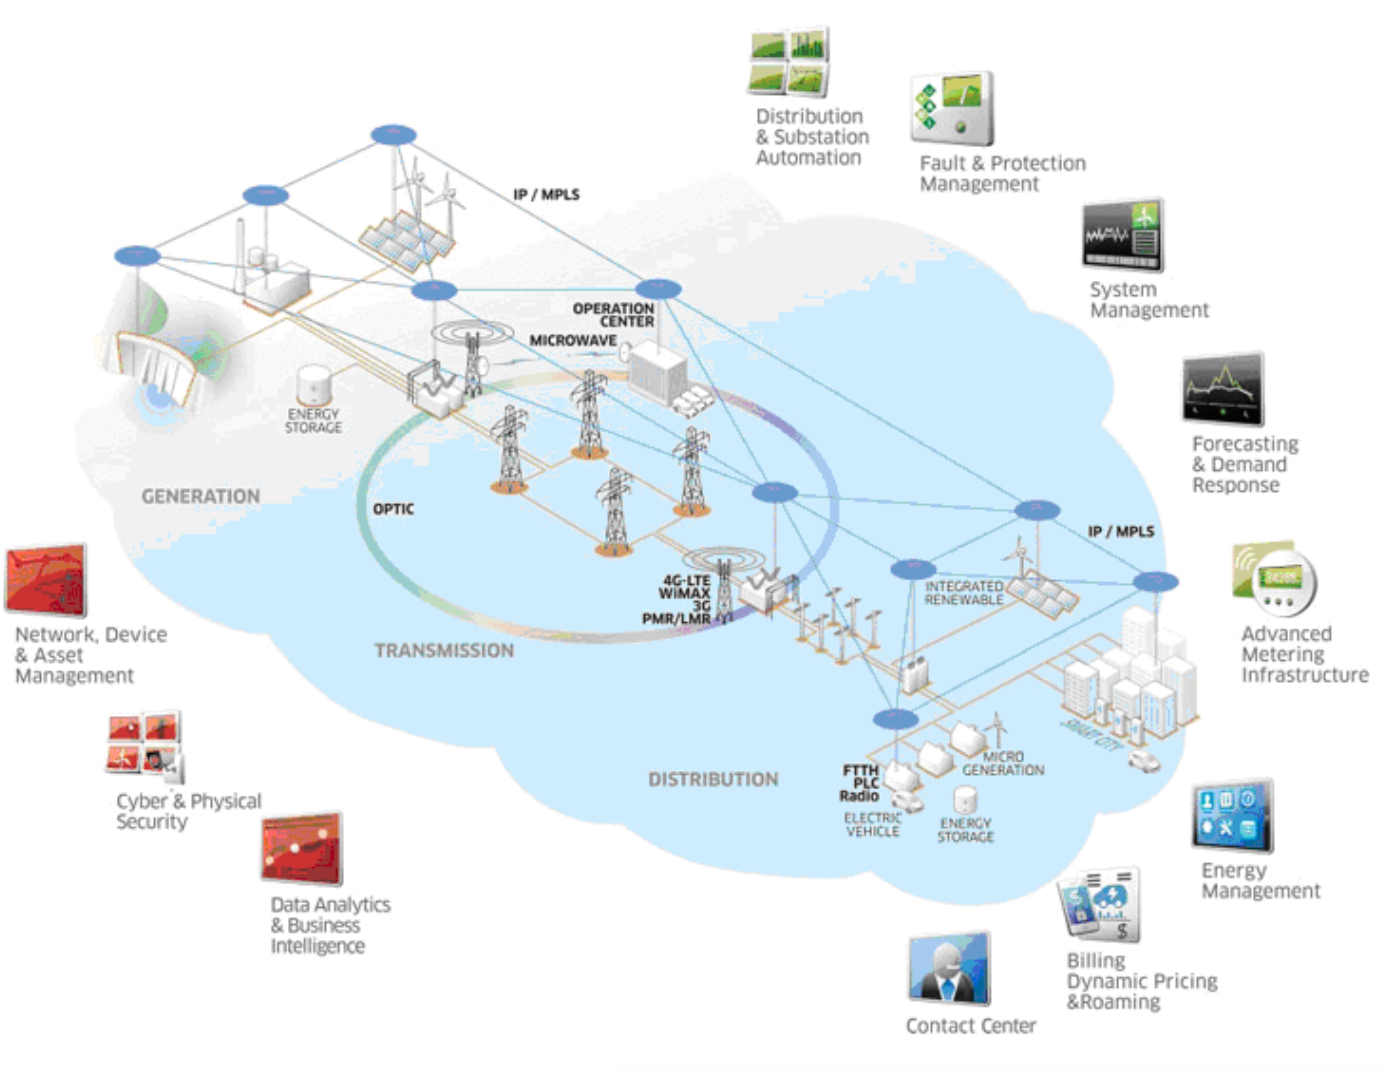 Distribution
& Substation
Automation
Fault & Protection
Management
IP / MPLS
System
Management
OPERATION
CENTER
MICROWAVE
ENERGY
STORAGE
Forecasting
& Demand
Response
GENERATION
OPTIC
IP / MPLS
4G-LTE
WiMAX
3G
PMR/LMR
INTEGRATED
RENEWABLE
Network, Device
& Asset
Management
TRANSMISSION
Advanced
Metering
Infrastructure
SMART CITY
DISTRIBUTION
MICRO
GENERATION
FTTH
PLC
Radio
ELECTRIC
VEHICLE
ENERGY
STORAGE
Cyber & Physical
Security
Energy
Management
Data Analytics
& Business
Intelligence
$
$
Billing
Dynamic Pricing
&Roaming
Contact Center